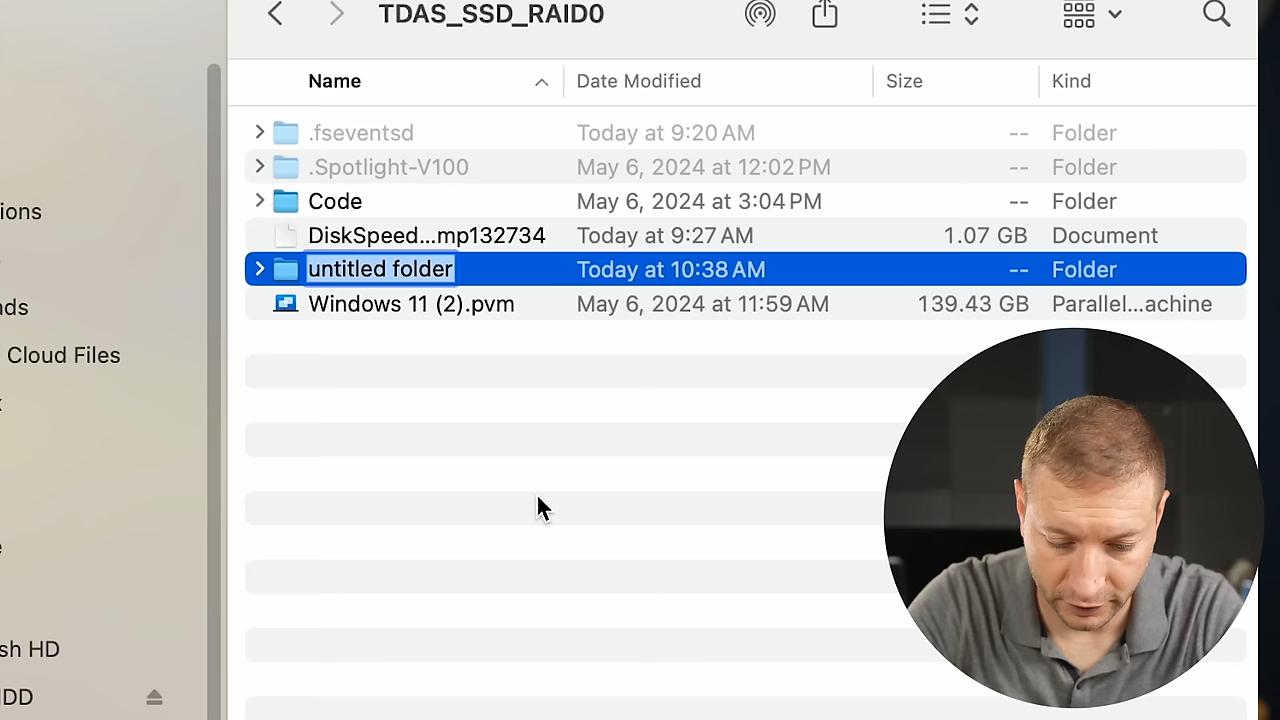 TDAS_SSD_RAID0
Name Date Modified Size Kind
.fseventsd Today at 9:20 AM -- Folder
.Spotlight-V100 May 6, 2024 at 12:02 PM -- Folder
Code May 6, 2024 at 3:04 PM -- Folder
DiskSpeed...mp132734 Today at 9:27 AM 1.07 GB Document
untitled folder Today at 10:38 AM -- Folder
Windows 11 (2).pvm May 6, 2024 at 11:59 AM 139.43 GB Parallel...achine
ions
nds
Cloud Files
sh HD